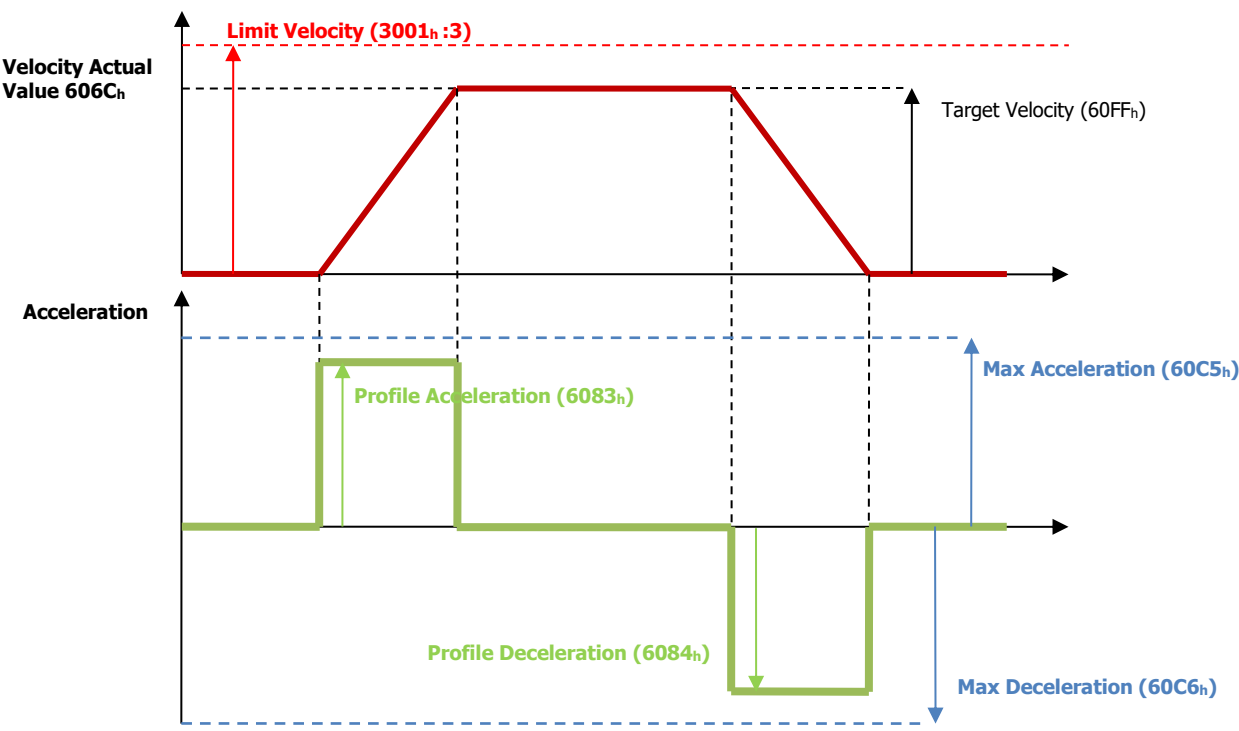 Limit Velocity (3001h:3)
Velocity Actual
Value 606Ch
Target Velocity (60FFh)
Acceleration
Max Acceleration (60C5h)
Profile Acceleration (6083h)
Profile Deceleration (6084h)
Max Deceleration (60C6h)